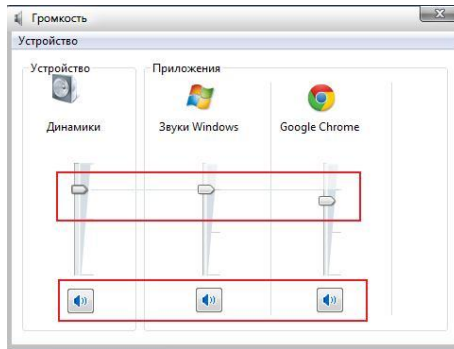 Громкость
Устройство
Устройство
Приложения
Динамики
Звуки Windows
Google Chrome